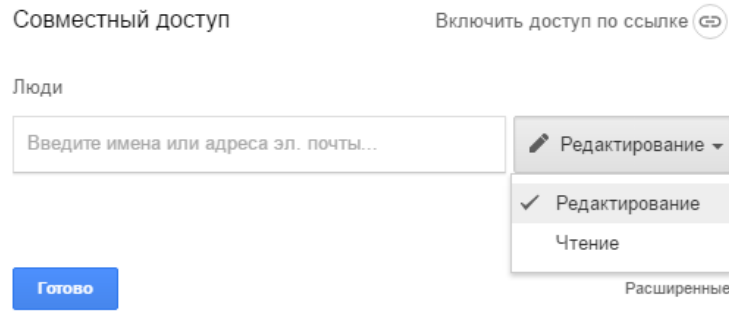 Совместный доступ
Включить доступ по ссылке
Люди
Введите имена или адреса эл. почты...
Редактирование
Редактирование
Чтение
Готово
Расширенные